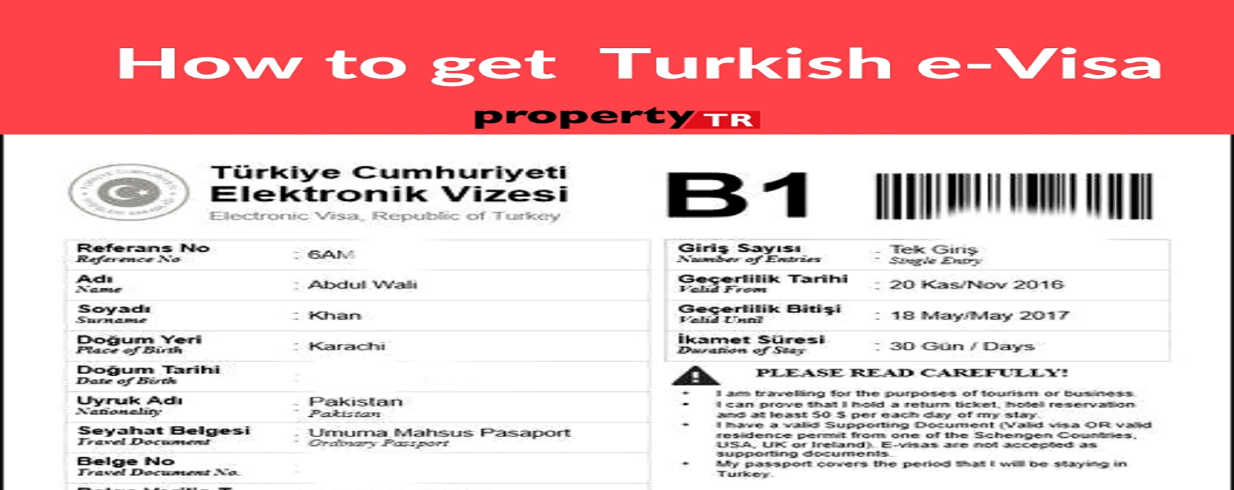 How to get Turkish e-Visa
property TR
Türkiye Cumhuriyeti
Elektronik Vizesi
Electronic Visa, Republic of Turkey
B1
Referans No
Reference No
: 6AM
Adı
Name
: Abdul Wali
Soyadı
Surname
: Khan
Doğum Yeri
Place of Birth
: Karachi
Doğum Tarihi
Date of Birth
:
Uyruk Adı
Nationality
: Pakistan
Pakistan
Seyahat Belgesi
Travel Document
: Umuma Mahsus Pasaport
Ordinary Passport
Belge No
Travel Document No.
:
Giriş Sayısı
Number of Entries
: Tek Giriş
Single Entry
Geçerlilik Tarihi
Valid From
: 20 Kas/Nov 2016
Geçerlilik Bitişi
Valid Until
: 18 May/May 2017
İkamet Süresi
Duration of Stay
: 30 Gün / Days
PLEASE READ CAREFULLY!
• I am travelling for the purposes of tourism or business.
• I can prove that I hold a return ticket, hotel reservation
and at least 50 $ per each day of my stay.
• I have a valid Supporting Document (Valid visa OR valid
residence permit from one of the Schengen Countries,
USA, UK or Ireland). E-visas are not accepted as
supporting documents.
• My passport covers the period that I will be staying in
Turkey.